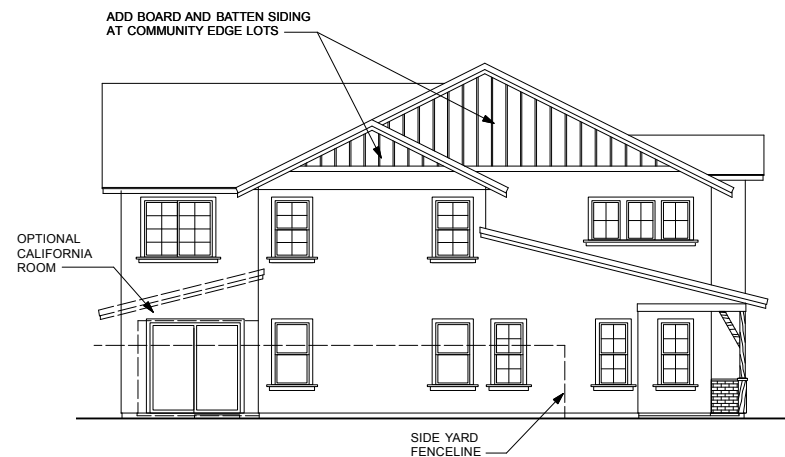 ADD BOARD AND BATTEN SIDING
AT COMMUNITY EDGE LOTS
OPTIONAL
CALIFORNIA
ROOM
SIDE YARD
FENCELINE